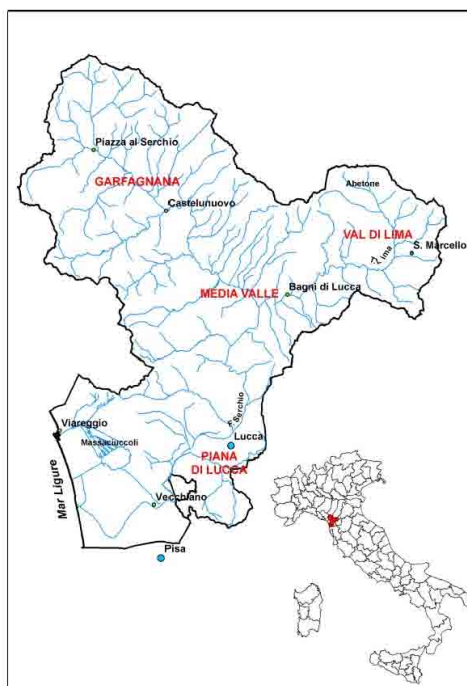 Piazza al Serchio
GARFAGNANA
Castelunuovo
Abetone
VAL DI LIMA
S. Marcello
T. Lima
MEDIA VALLE
Bagni di Lucca
F. Serchio
Viareggio
Massaciuccoli
Lucca
PIANA
DI LUCCA
Mar Ligure
Vecchiano
Pisa